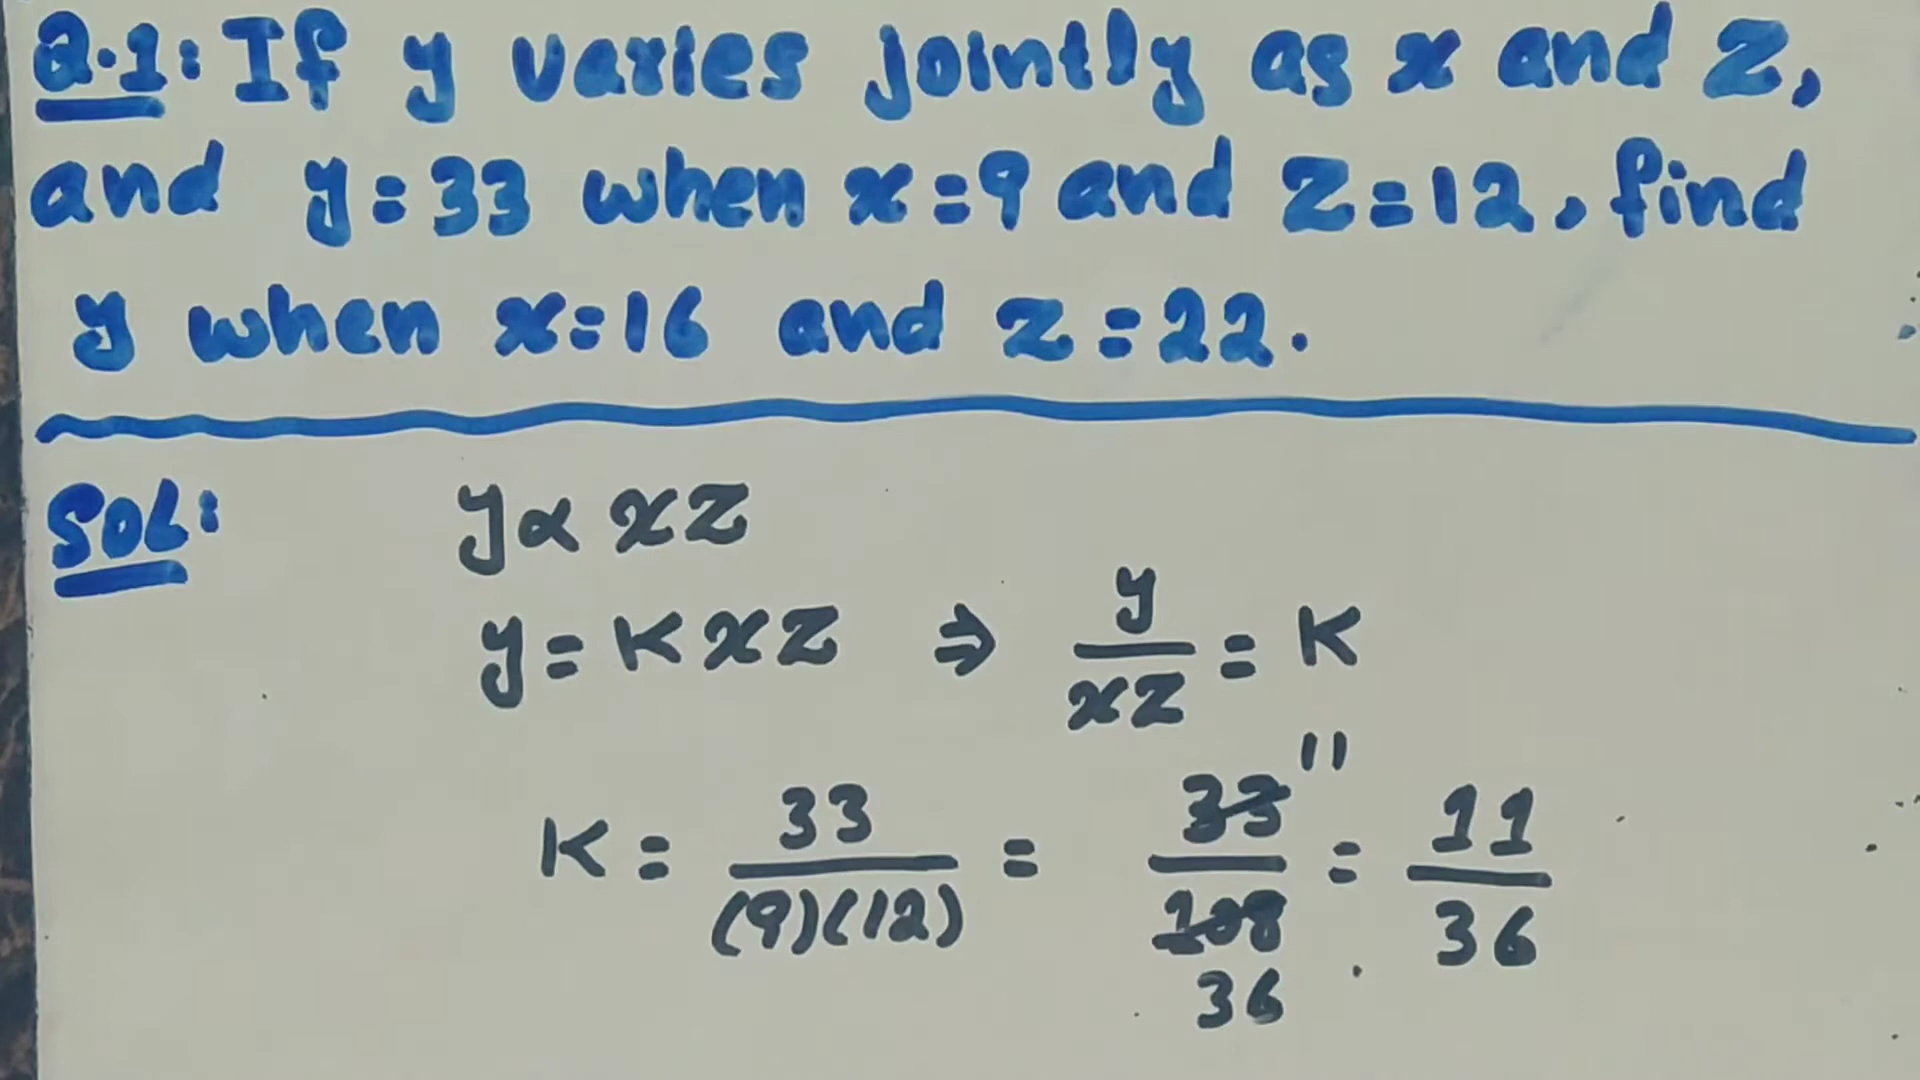 Q.1: If y varies jointly as x and z,
and y=33 when x=9 and z=12, find
y when x=16 and z=22.
Sol:
y∝ xz
y = K x z ⇒ y/xz = K
K = 33/(9)(12) = 33 11/108 36 = 11/36